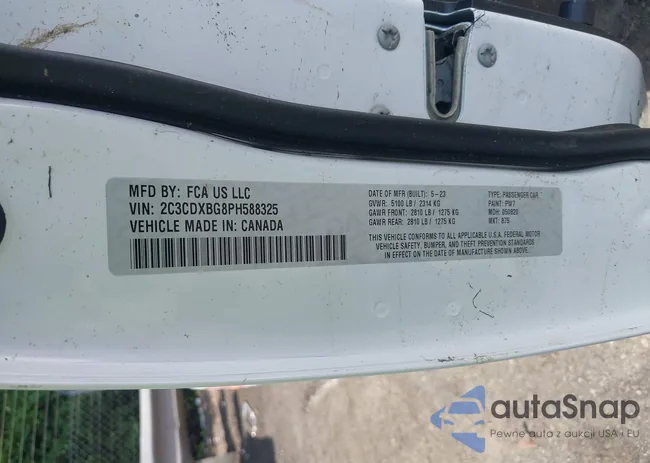 MFD BY: FCA US LLC
VIN: 2C3CDXBG8PH588325
VEHICLE MADE IN: CANADA
DATE OF MFR (BUILT): 5-23
GVWR: 5100 LB / 2314 KG
GAWR FRONT: 2810 LB / 1275 KG
GAWR REAR: 2810 LB / 1275 KG
TYPE: PASSENGER CAR
PAINT: PW7
MDH: 050820
THIS VEHICLE CONFORMS TO ALL APPLICABLE U.S.A. FEDERAL MOTOR
VEHICLE SAFETY, BUMPER, AND THEFT PREVENTION STANDARDS
IN EFFECT ON THE DATE OF MANUFACTURE SHOWN ABOVE.
autoSnap
Pewne auta z aukcji USA i EU